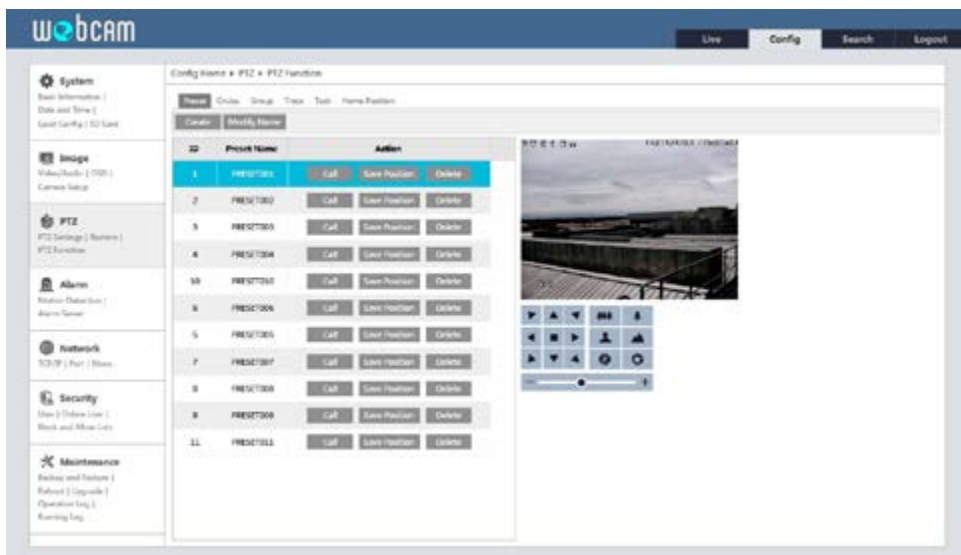 webcam
Live Config Search Logout
Config Home ▸ PTZ ▸ PTZ Function
System
Basic Information |
Date and Time |
Local Config | SD Card
Image
Video/Audio | OSD |
Camera Setup
PTZ
PTZ Settings | Restore |
PTZ Function
Alarm
Motion Detection |
Alarm Server
Network
TCP/IP | Port | More..
Security
User | Online User |
Block and Allow Lists
Maintenance
Backup and Restore |
Reboot | Upgrade |
Operation Log |
Running Log
Preset Cruise Group Trace Task Home Position
Create Modify Name
ID Preset Name Action
1 PRESET001 Call Save Position Delete
2 PRESET002 Call Save Position Delete
3 PRESET003 Call Save Position Delete
4 PRESET004 Call Save Position Delete
10 PRESET010 Call Save Position Delete
6 PRESET006 Call Save Position Delete
5 PRESET005 Call Save Position Delete
7 PRESET007 Call Save Position Delete
8 PRESET008 Call Save Position Delete
9 PRESET009 Call Save Position Delete
11 PRESET011 Call Save Position Delete